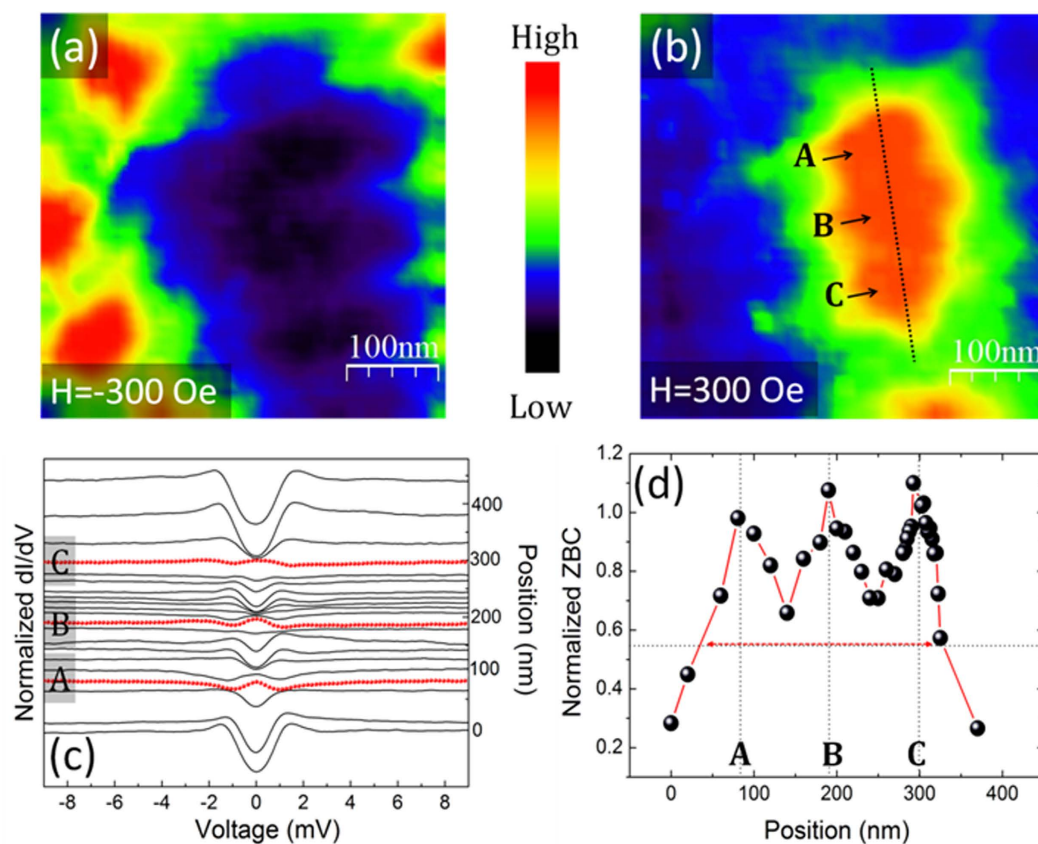 (a)
H=-300 Oe
100nm
High
Low
(b)
A
B
C
H=300 Oe
100nm
Normalized dI/dV
C
B
A
(c)
-8 -6 -4 -2 0 2 4 6 8
Voltage (mV)
400
300
200
100
0
Position (nm)
(d)
Normalized ZBC
1.2
1.0
0.8
0.6
0.4
0.2
A B C
0 100 200 300 400
Position (nm)